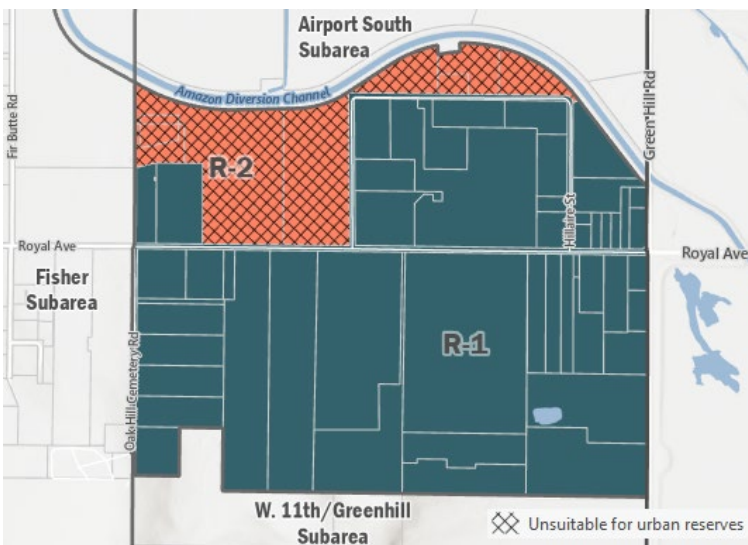 Airport South
Subarea
Amazon Diversion Channel
Fir Butte Rd
Green Hill Rd
R-2
Hillaire St
Royal Ave
Royal Ave
Fisher
Subarea
R-1
Oak Hill Cemetery Rd
W. 11th/Greenhill
Subarea
Unsuitable for urban reserves